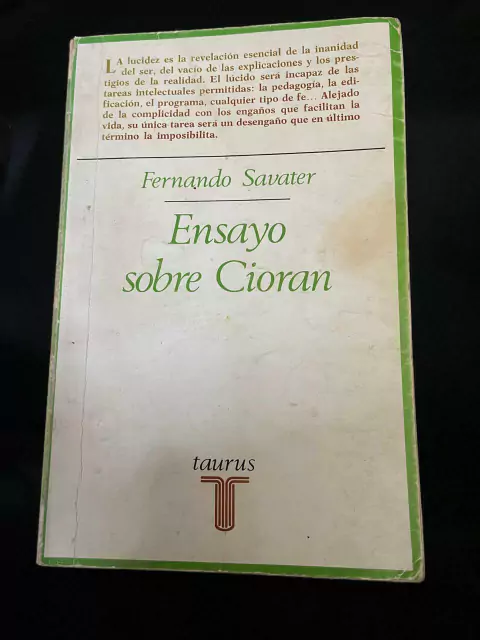 LA lucidez es la revelación esencial de la inanidad
del ser, del vacío de las explicaciones y los pres-
tigios de la realidad. El lúcido será incapaz de las
tareas intelectuales permitidas: la pedagogía, la edi-
ficación, el programa, cualquier tipo de fe... Alejado
de la complicidad con los engaños que facilitan la
vida, su única tarea será un desengaño que en último
término lo imposibilita.
Fernando Savater
Ensayo
sobre Cioran
taurus